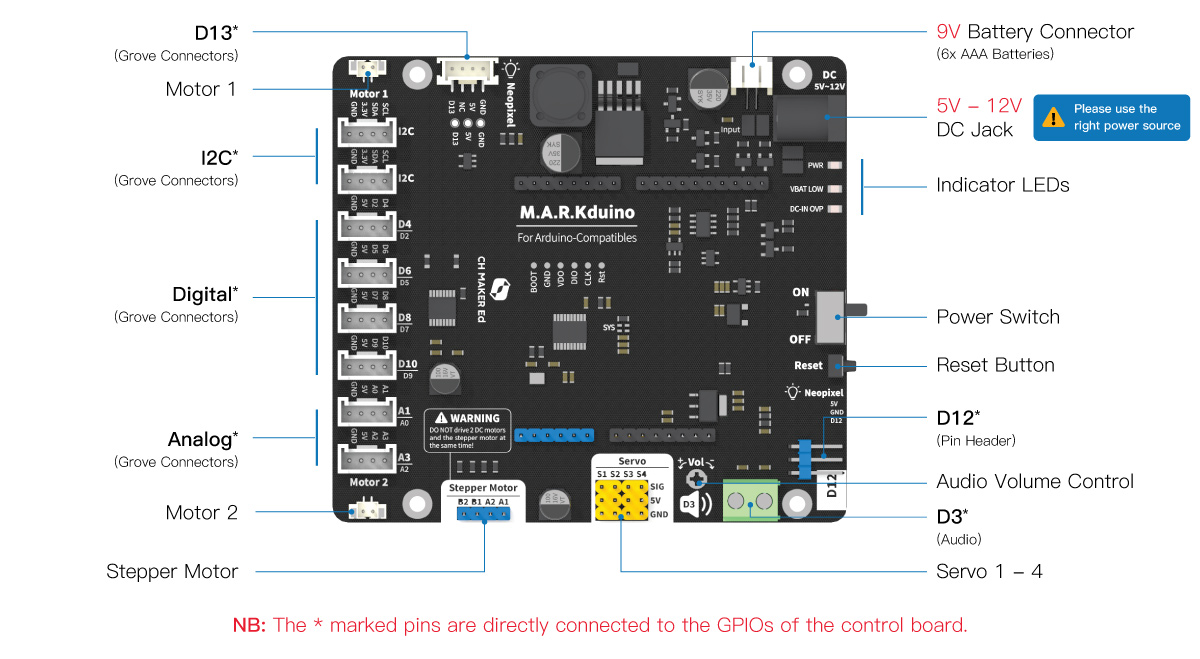 D13*
(Grove Connectors)
Motor 1
I2C*
(Grove Connectors)
Digital*
(Grove Connectors)
Analog*
(Grove Connectors)
Motor 2
Stepper Motor
Motor 1
GND 3.3V SDA SCL
I2C
GND 3.3V SDA SCL
I2C
GND 5V D2 D4
D4
D2
GND 5V D5 D6
D6
D5
GND 5V D7 D8
D8
D7
GND 5V D9 D10
D10
D9
GND 5V A0 A1
A1
A0
GND 5V A2 A3
A3
A2
Motor 2
Neopixel
D13 NC 5V GND
D13 5V GND
220
35V
SYK
220
35V
SYK
Input
DC
5V~12V
PWR
VBAT LOW
DC-IN OVP
M.A.R.Kduino
For Arduino-Compatibles
CH MAKER Ed
BOOT GND VDO DIO CLK Rst
SYS
ON
OFF
Reset
Neopixel
5V
GND
D12
D12
WARNING
DO NOT drive 2 DC motors
and the stepper motor at
the same time!
Stepper Motor
B2 B1 A2 A1
Servo
S1 S2 S3 S4
SIG
5V
GND
+ Vol -
D3
9V Battery Connector
(6x AAA Batteries)
5V – 12V
DC Jack
Please use the
right power source
Indicator LEDs
Power Switch
Reset Button
D12*
(Pin Header)
Audio Volume Control
D3*
(Audio)
Servo 1 – 4
NB: The * marked pins are directly connected to the GPIOs of the control board.